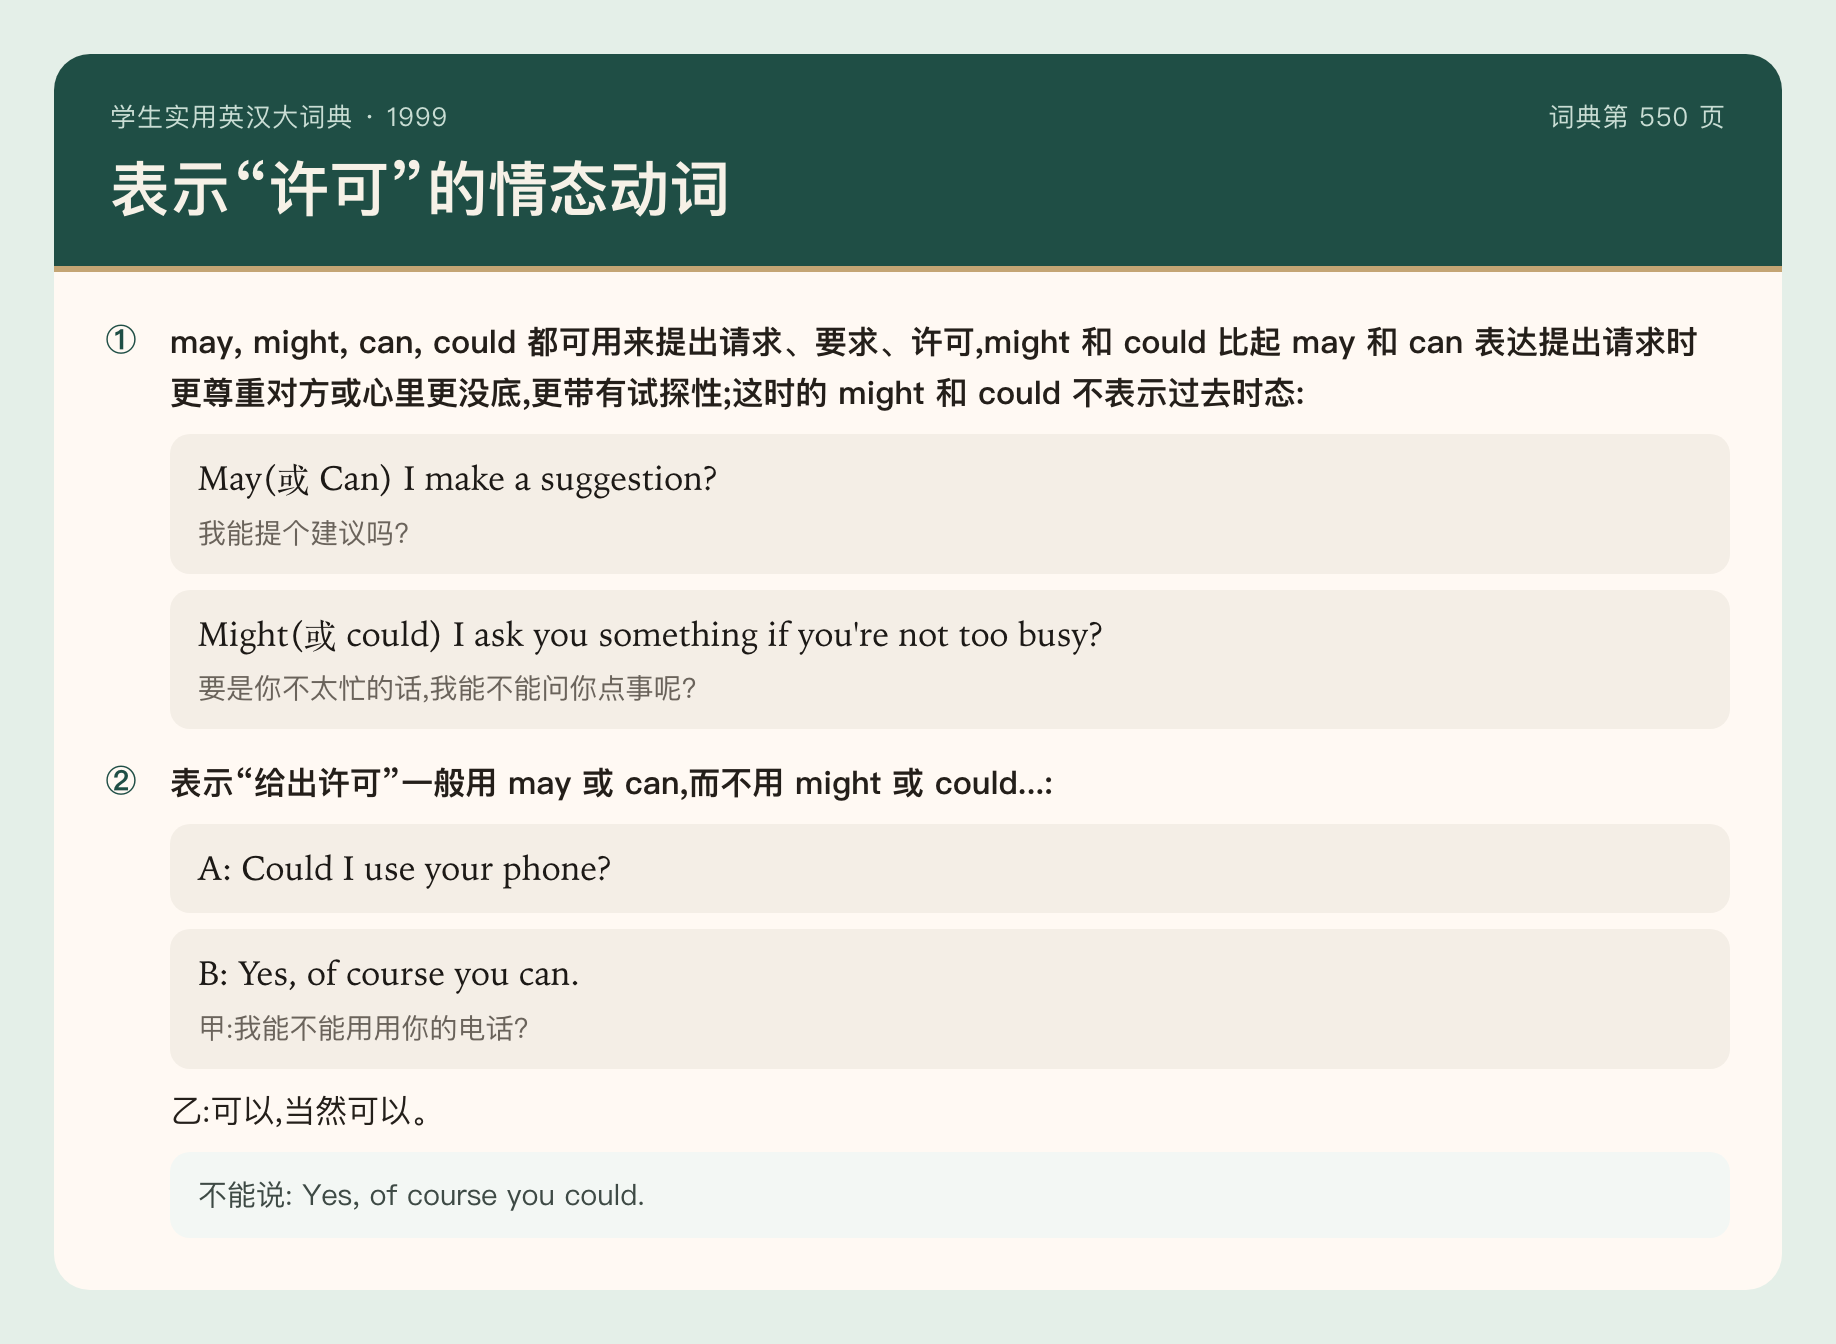 学生实用英汉大词典 · 1999
词典第 550 页
表示“许可”的情态动词
① may, might, can, could 都可用来提出请求、要求、许可,might 和 could 比起 may 和 can 表达提出请求时
更尊重对方或心里更没底,更带有试探性;这时的 might 和 could 不表示过去时态:
May(或 Can) I make a suggestion?
我能提个建议吗?
Might(或 could) I ask you something if you're not too busy?
要是你不太忙的话,我能不能问你点事呢?
② 表示“给出许可”一般用 may 或 can,而不用 might 或 could...:
A: Could I use your phone?
B: Yes, of course you can.
甲:我能不能用用你的电话?
乙:可以,当然可以。
不能说: Yes, of course you could.